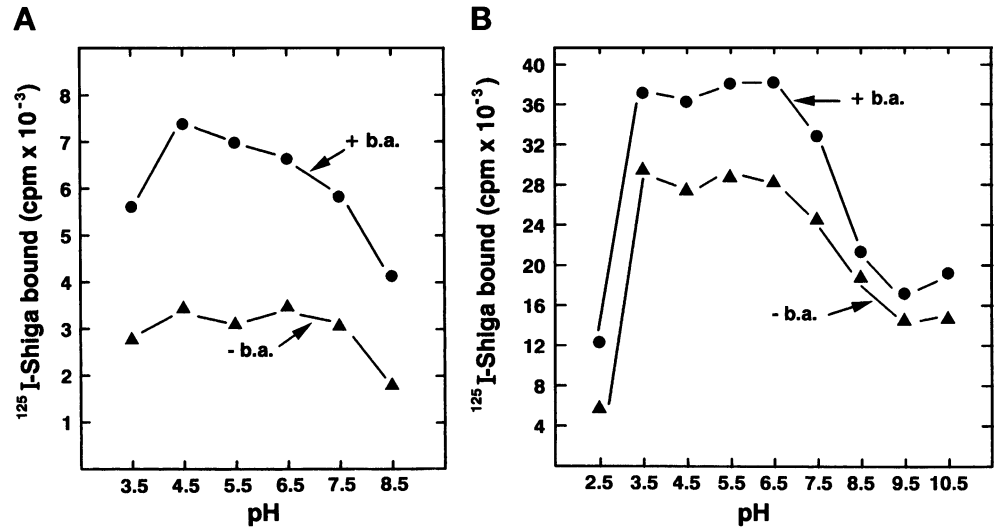 A
¹²⁵I-Shiga bound (cpm x 10⁻³)
8
7
6
5
4
3
2
1
+ b.a.
- b.a.
3.5 4.5 5.5 6.5 7.5 8.5
pH
B
¹²⁵I-Shiga bound (cpm x 10⁻³)
40
36
32
28
24
20
16
12
8
4
+ b.a.
- b.a.
2.5 3.5 4.5 5.5 6.5 7.5 8.5 9.5 10.5
pH